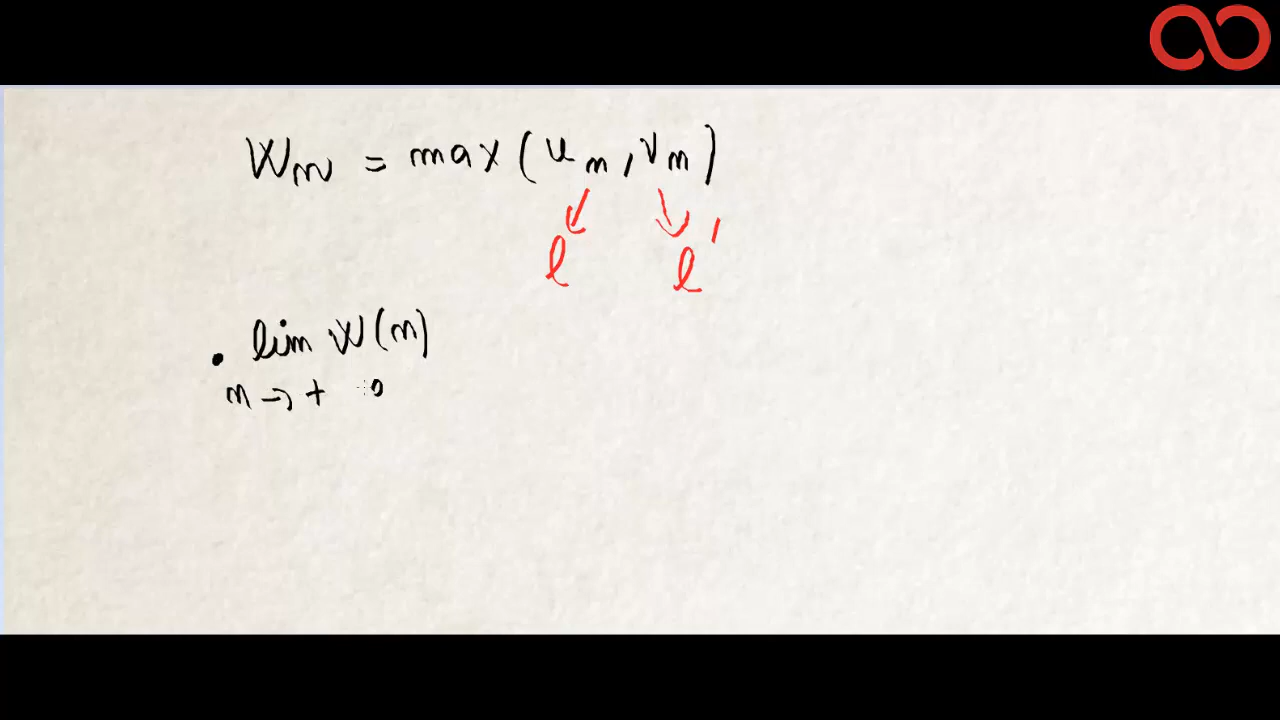 Wn = max(un, vn)
l l'
• lim W(n)
n → +